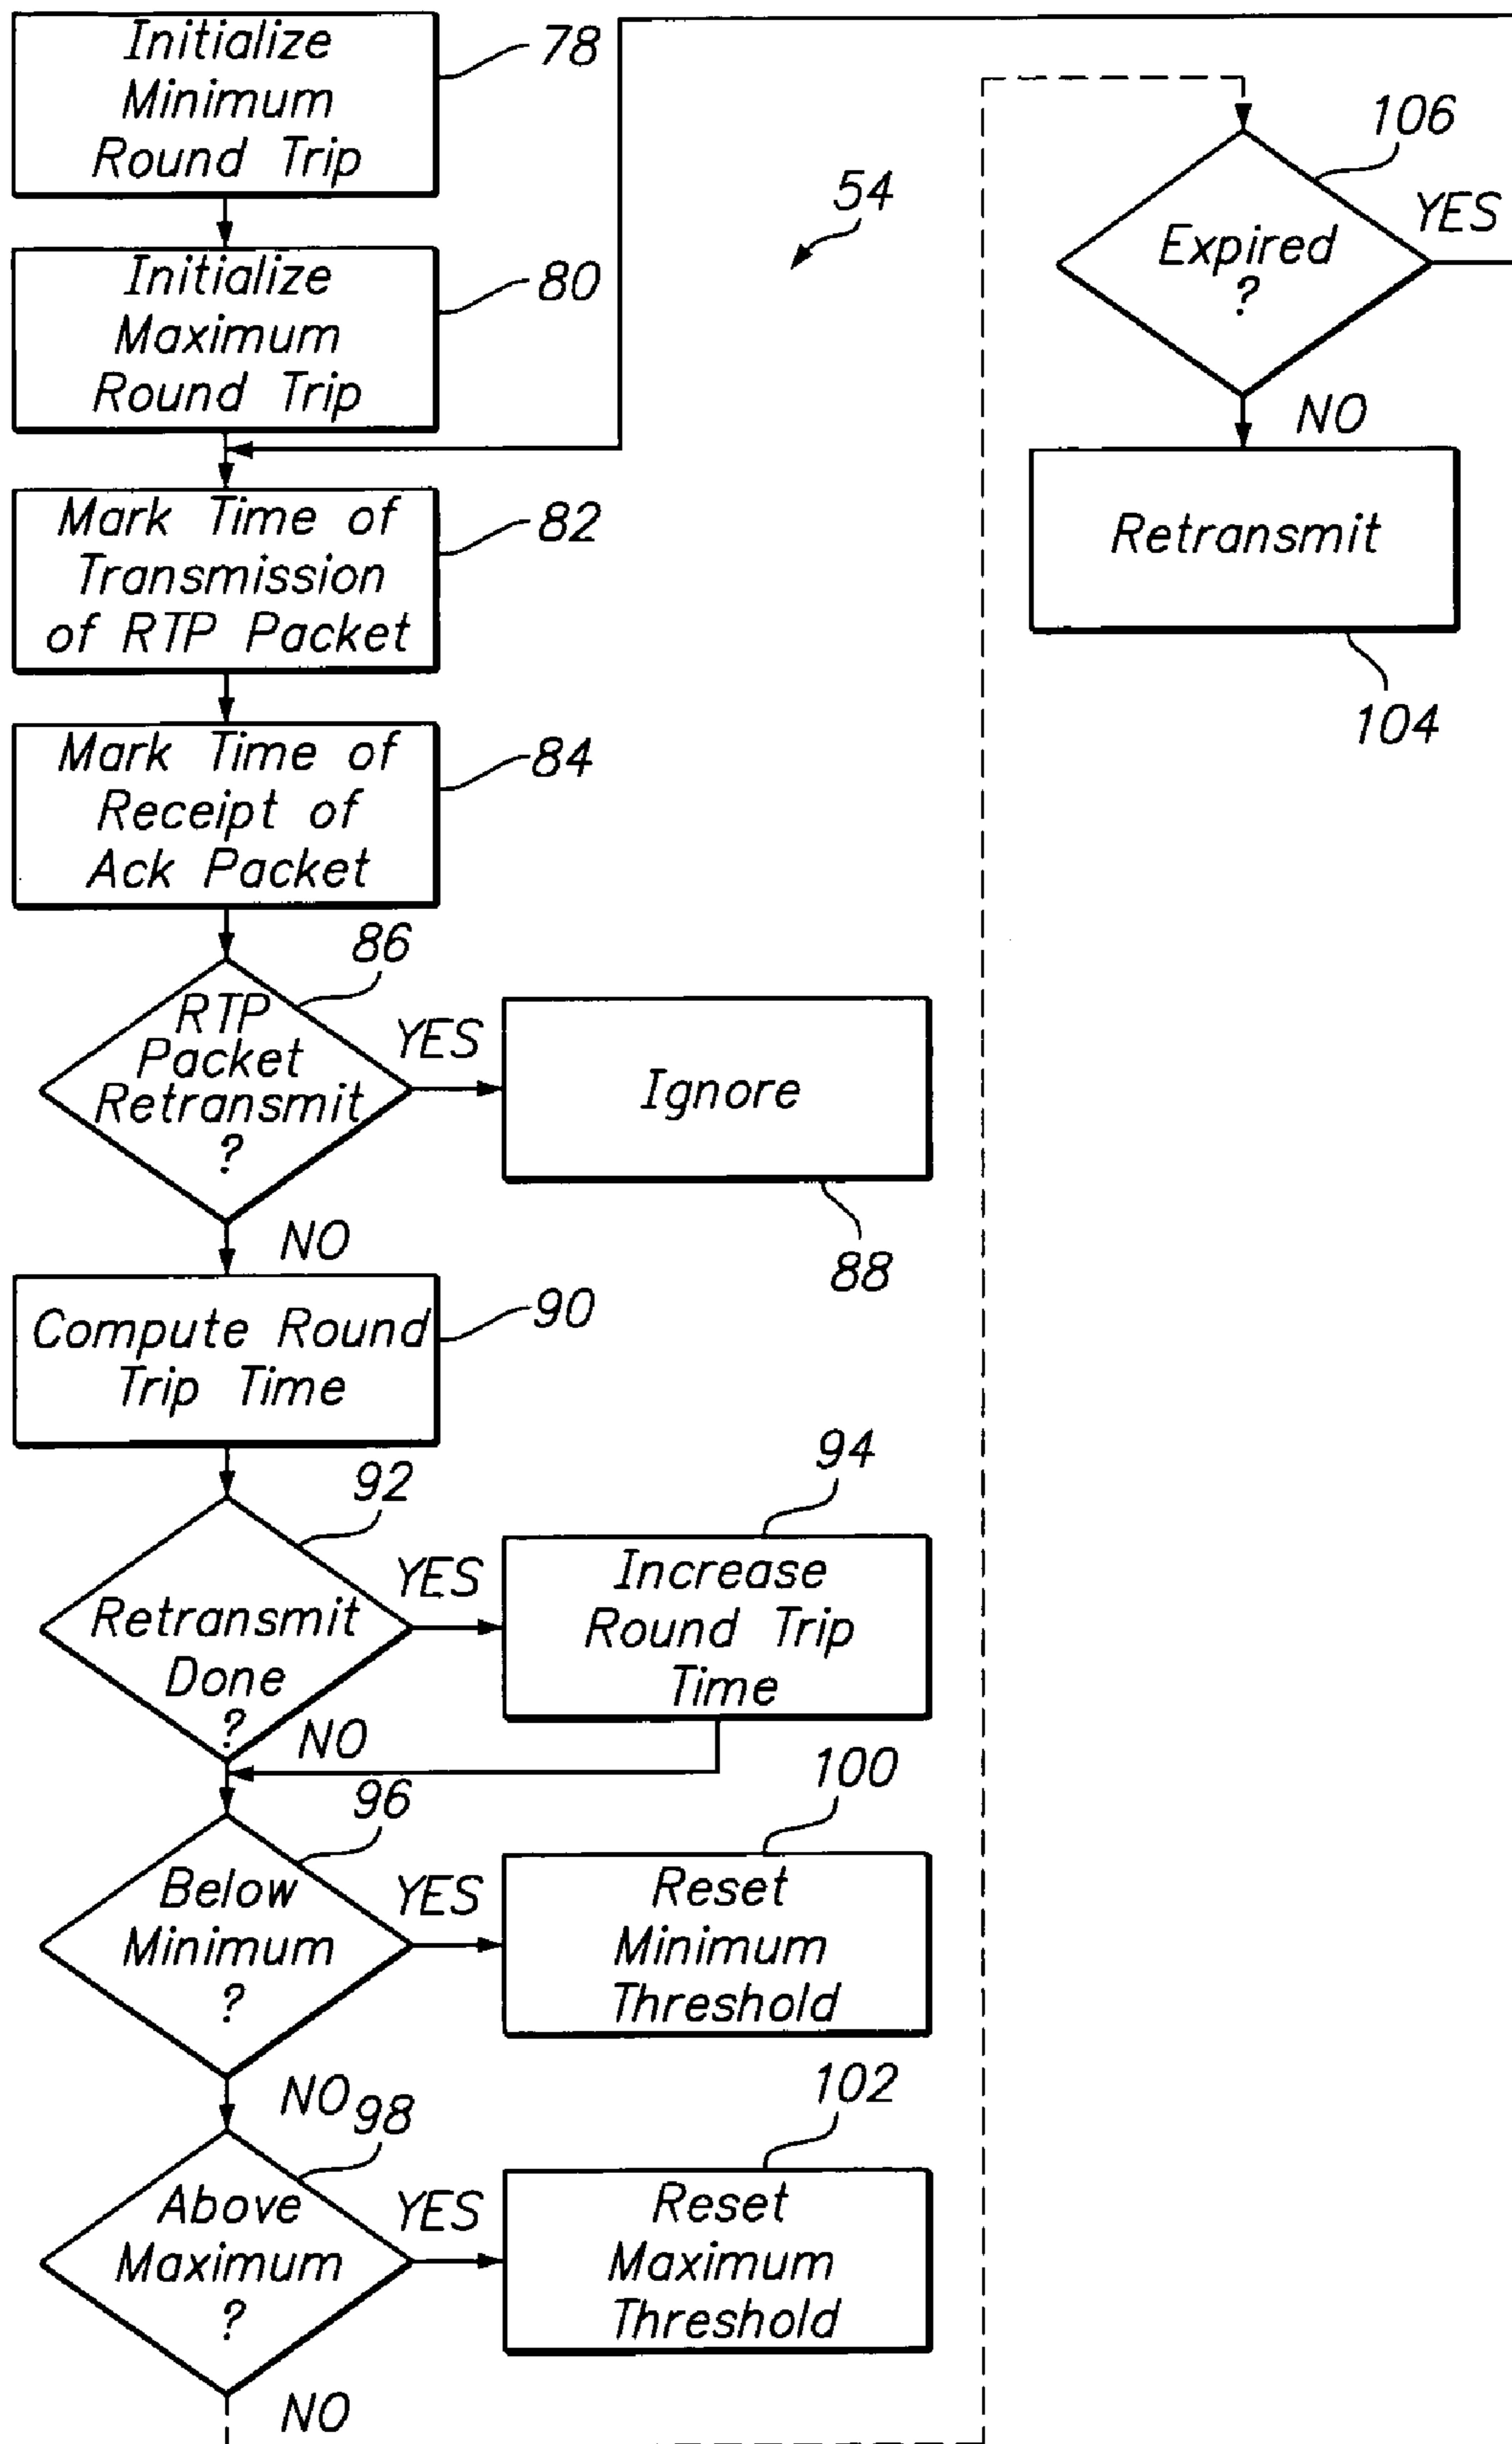 Initialize
Minimum
Round Trip
78
Initialize
Maximum
Round Trip
80
Mark Time of
Transmission
of RTP Packet
82
Mark Time of
Receipt of
Ack Packet
84
86
RTP
Packet
Retransmit
?
YES
Ignore
88
NO
Compute Round
Trip Time
90
92
Retransmit
Done
?
YES
94
Increase
Round Trip
Time
NO
96
Below
Minimum
?
YES
100
Reset
Minimum
Threshold
NO
98
Above
Maximum
?
YES
102
Reset
Maximum
Threshold
NO
54
106
Expired
?
YES
NO
Retransmit
104